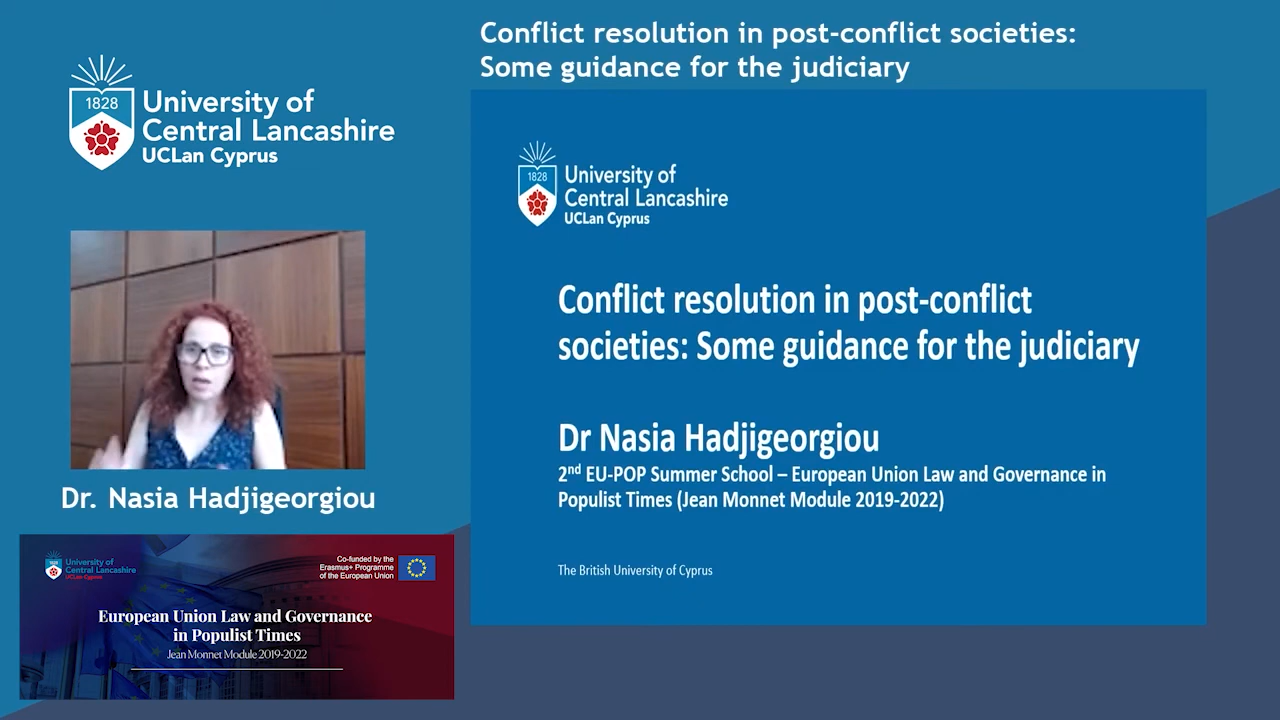 Conflict resolution in post-conflict societies:
Some guidance for the judiciary
1828
University of
Central Lancashire
UCLan Cyprus
Dr. Nasia Hadjigeorgiou
1828
University of
Central Lancashire
UCLan Cyprus
Conflict resolution in post-conflict
societies: Some guidance for the judiciary
Dr Nasia Hadjigeorgiou
2nd EU-POP Summer School – European Union Law and Governance in
Populist Times (Jean Monnet Module 2019-2022)
The British University of Cyprus
University of
Central Lancashire
UCLan Cyprus
Co-funded by the
Erasmus+ Programme
of the European Union
European Union Law and Governance
in Populist Times
Jean Monnet Module 2019-2022